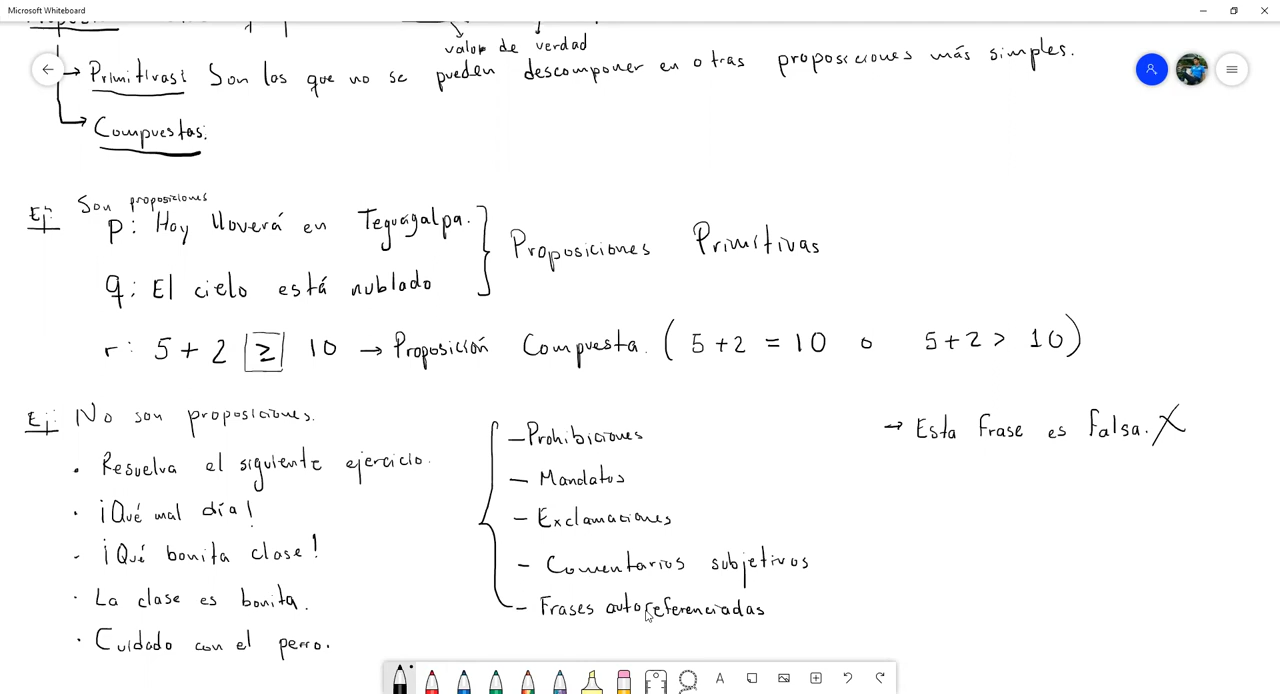 Microsoft Whiteboard
valor de verdad
→ Primitivas: Son las que no se pueden descomponer en otras proposiciones más simples.
→ Compuestas:
Ej: Son proposiciones
p: Hoy lloverá en Tegucigalpa.
q: El cielo está nublado
Proposiciones Primitivas
r: 5 + 2 ≥ 10 → Proposición Compuesta. ( 5+2 = 10 o 5+2 > 10 )
Ej: No son proposiciones.
• Resuelva el siguiente ejercicio.
· ¡Qué mal día!
- ¡Qué bonita clase!
· La clase es bonita.
· Cuidado con el perro.
- Prohibiciones
- Mandatos
- Exclamaciones
- Comentarios subjetivos
- Frases autoreferenciadas
→ Esta Frase es Falsa. X